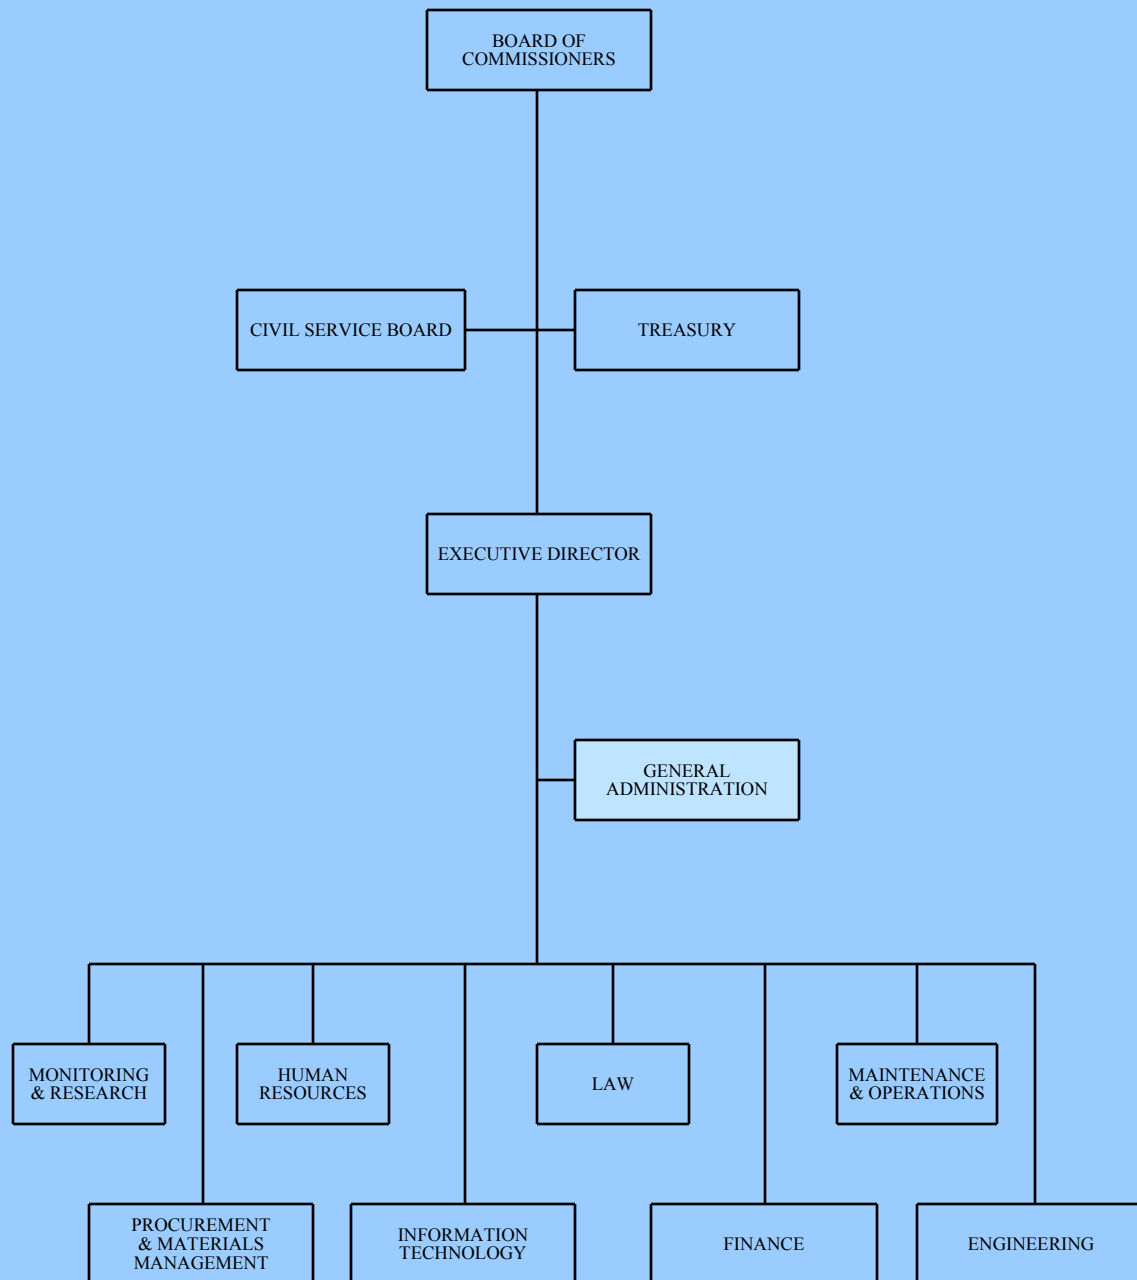 BOARD OF
COMMISSIONERS
CIVIL SERVICE BOARD
TREASURY
EXECUTIVE DIRECTOR
GENERAL
ADMINISTRATION
MONITORING
& RESEARCH
HUMAN
RESOURCES
LAW
MAINTENANCE
& OPERATIONS
PROCUREMENT
& MATERIALS
MANAGEMENT
INFORMATION
TECHNOLOGY
FINANCE
ENGINEERING